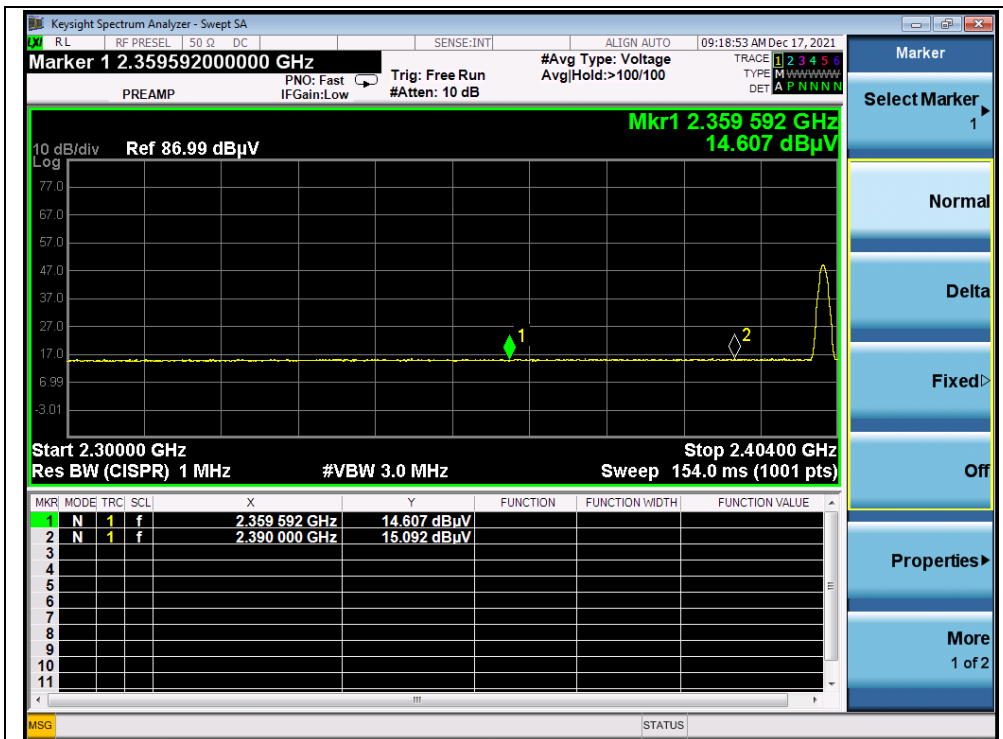 Keysight Spectrum Analyzer - Swept SA
LXI RL RF PRESEL 50 Ω DC SENSE:INT ALIGN AUTO 09:18:53 AM Dec 17, 2021
Marker 1 2.359592000000 GHz
PREAMP
PNO: Fast
IFGain:Low
Trig: Free Run
#Atten: 10 dB
#Avg Type: Voltage
Avg|Hold:>100/100
TRACE 1 2 3 4 5 6
TYPE M WWWWW
DET A P N N N N
Mkr1 2.359 592 GHz
14.607 dBµV
10 dB/div Ref 86.99 dBµV
Log
77.0
67.0
57.0
47.0
37.0
27.0
17.0
6.99
-3.01
1
2
Start 2.30000 GHz Stop 2.40400 GHz
Res BW (CISPR) 1 MHz #VBW 3.0 MHz Sweep 154.0 ms (1001 pts)
MKR MODE TRC SCL X Y FUNCTION FUNCTION WIDTH FUNCTION VALUE
1 N 1 f 2.359 592 GHz 14.607 dBµV
2 N 1 f 2.390 000 GHz 15.092 dBµV
3
4
5
6
7
8
9
10
11
MSG STATUS
Marker
Select Marker
1
Normal
Delta
Fixed
Off
Properties
More
1 of 2